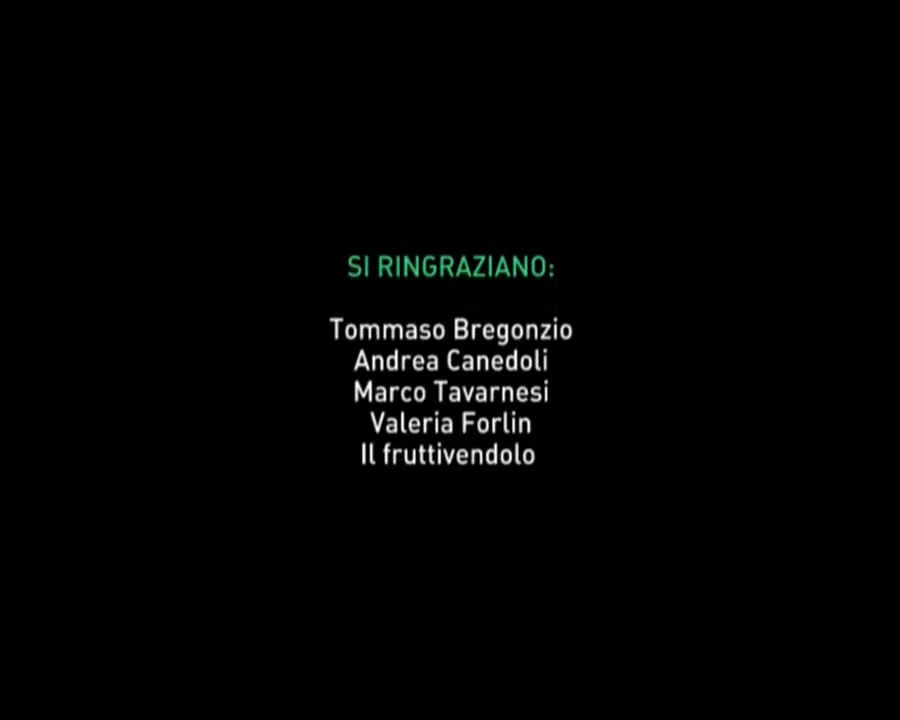 SI RINGRAZIANO:
Tommaso Bregonzio
Andrea Canedoli
Marco Tavarnesi
Valeria Forlin
Il fruttivendolo